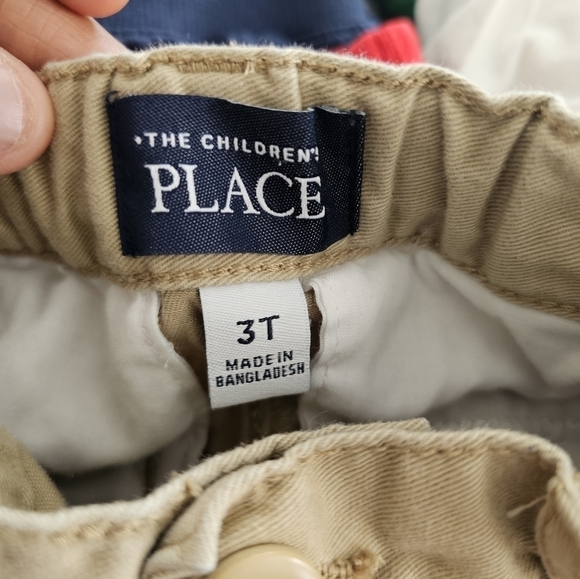 THE CHILDREN'S
PLACE
3T
MADE IN
BANGLADESH